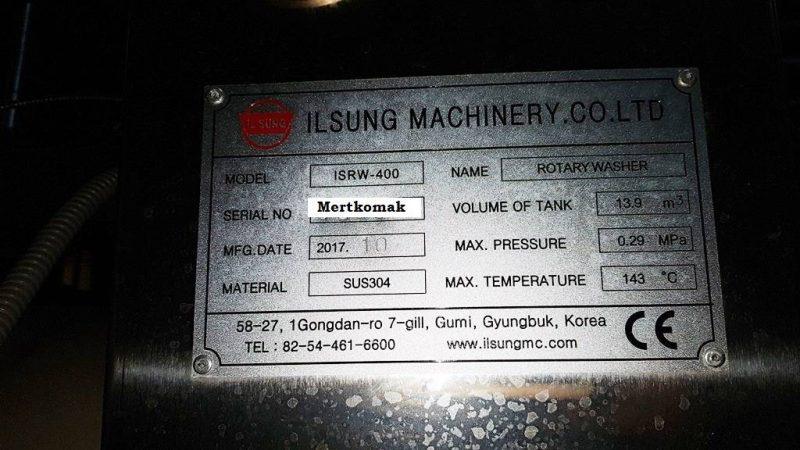 IL SUNG
ILSUNG MACHINERY.CO.LTD
MODEL ISRW-400 NAME ROTARY WASHER
SERIAL NO Mertkomak VOLUME OF TANK 13.9 m³
MFG.DATE 2017. 10 MAX. PRESSURE 0.29 MPa
MATERIAL SUS304 MAX. TEMPERATURE 143 °C
58-27, 1Gongdan-ro 7-gill, Gumi, Gyungbuk, Korea
TEL : 82-54-461-6600 www.ilsungmc.com
CE